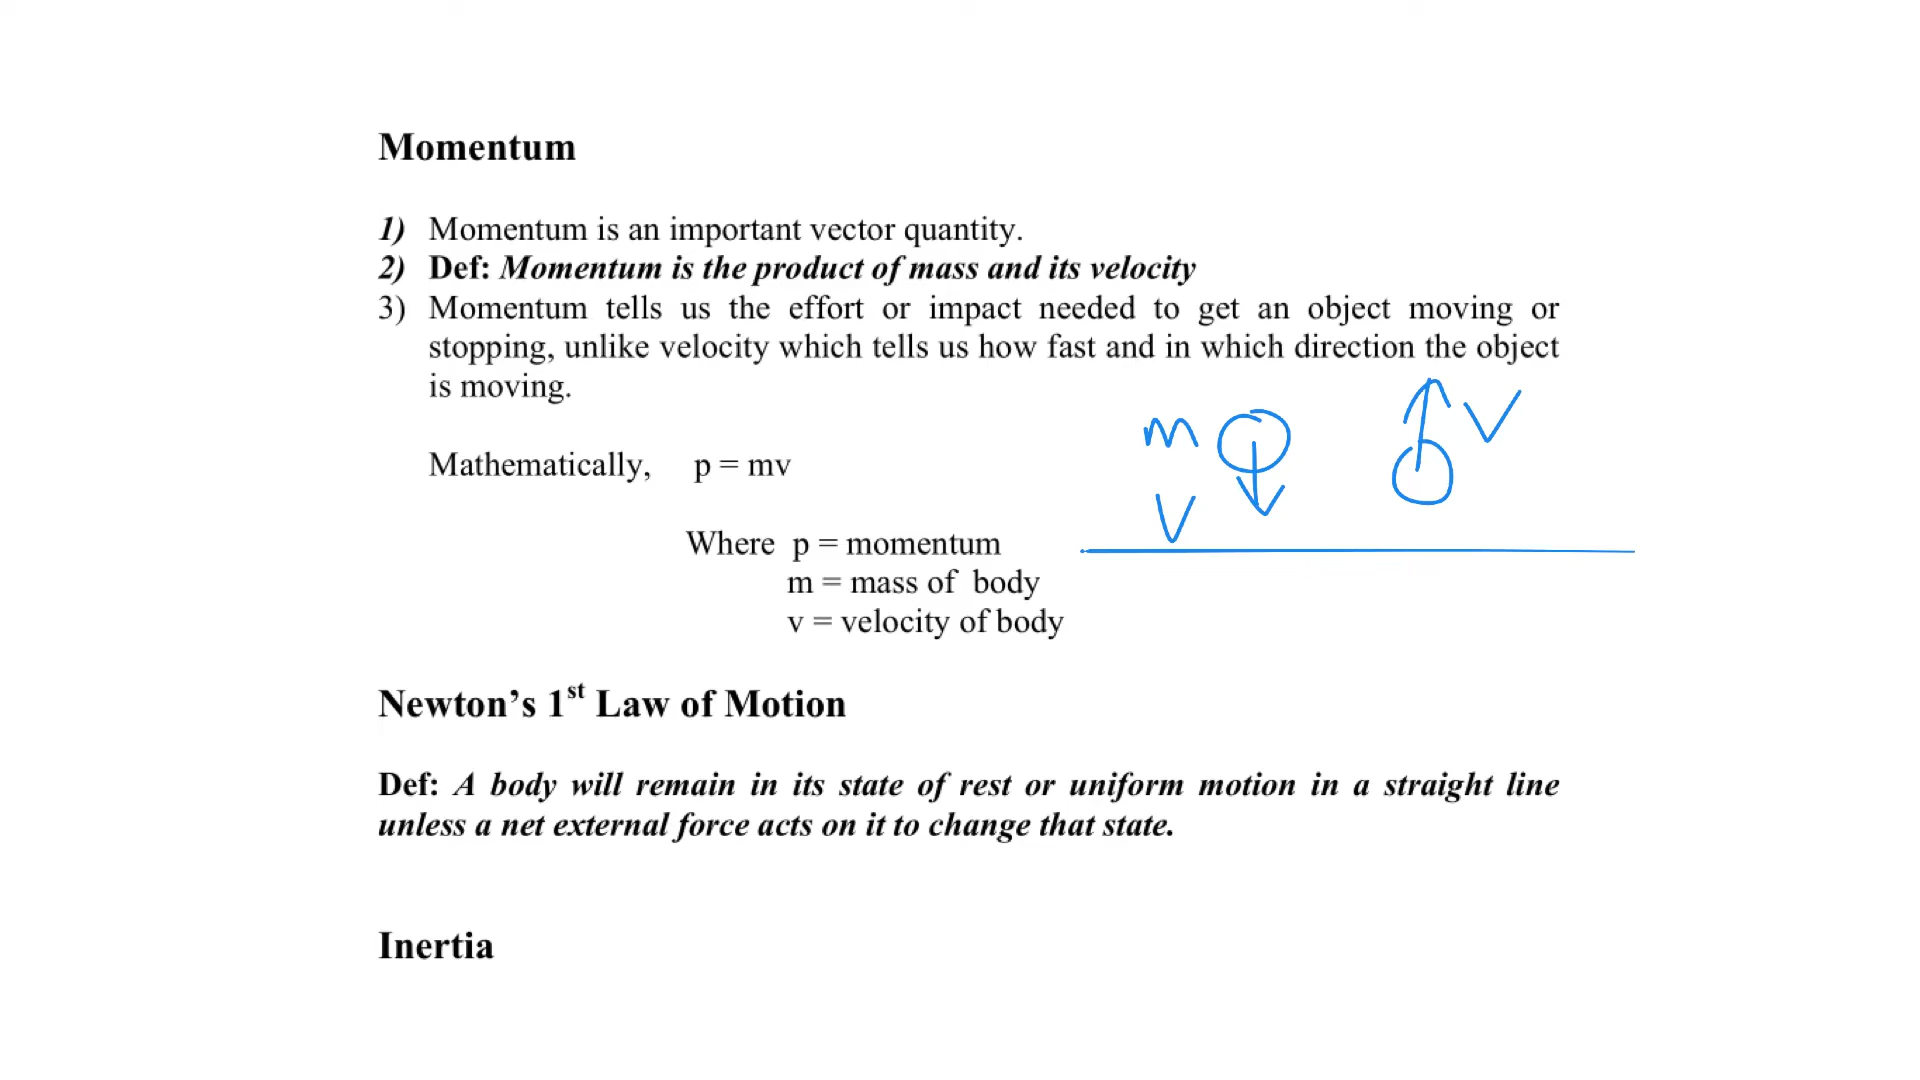 Momentum
1) Momentum is an important vector quantity.
2) Def: Momentum is the product of mass and its velocity
3) Momentum tells us the effort or impact needed to get an object moving or
stopping, unlike velocity which tells us how fast and in which direction the object
is moving.
m
V
V
Mathematically, p = mv
Where p = momentum
m = mass of body
v = velocity of body
Newton's 1st Law of Motion
Def: A body will remain in its state of rest or uniform motion in a straight line
unless a net external force acts on it to change that state.
Inertia